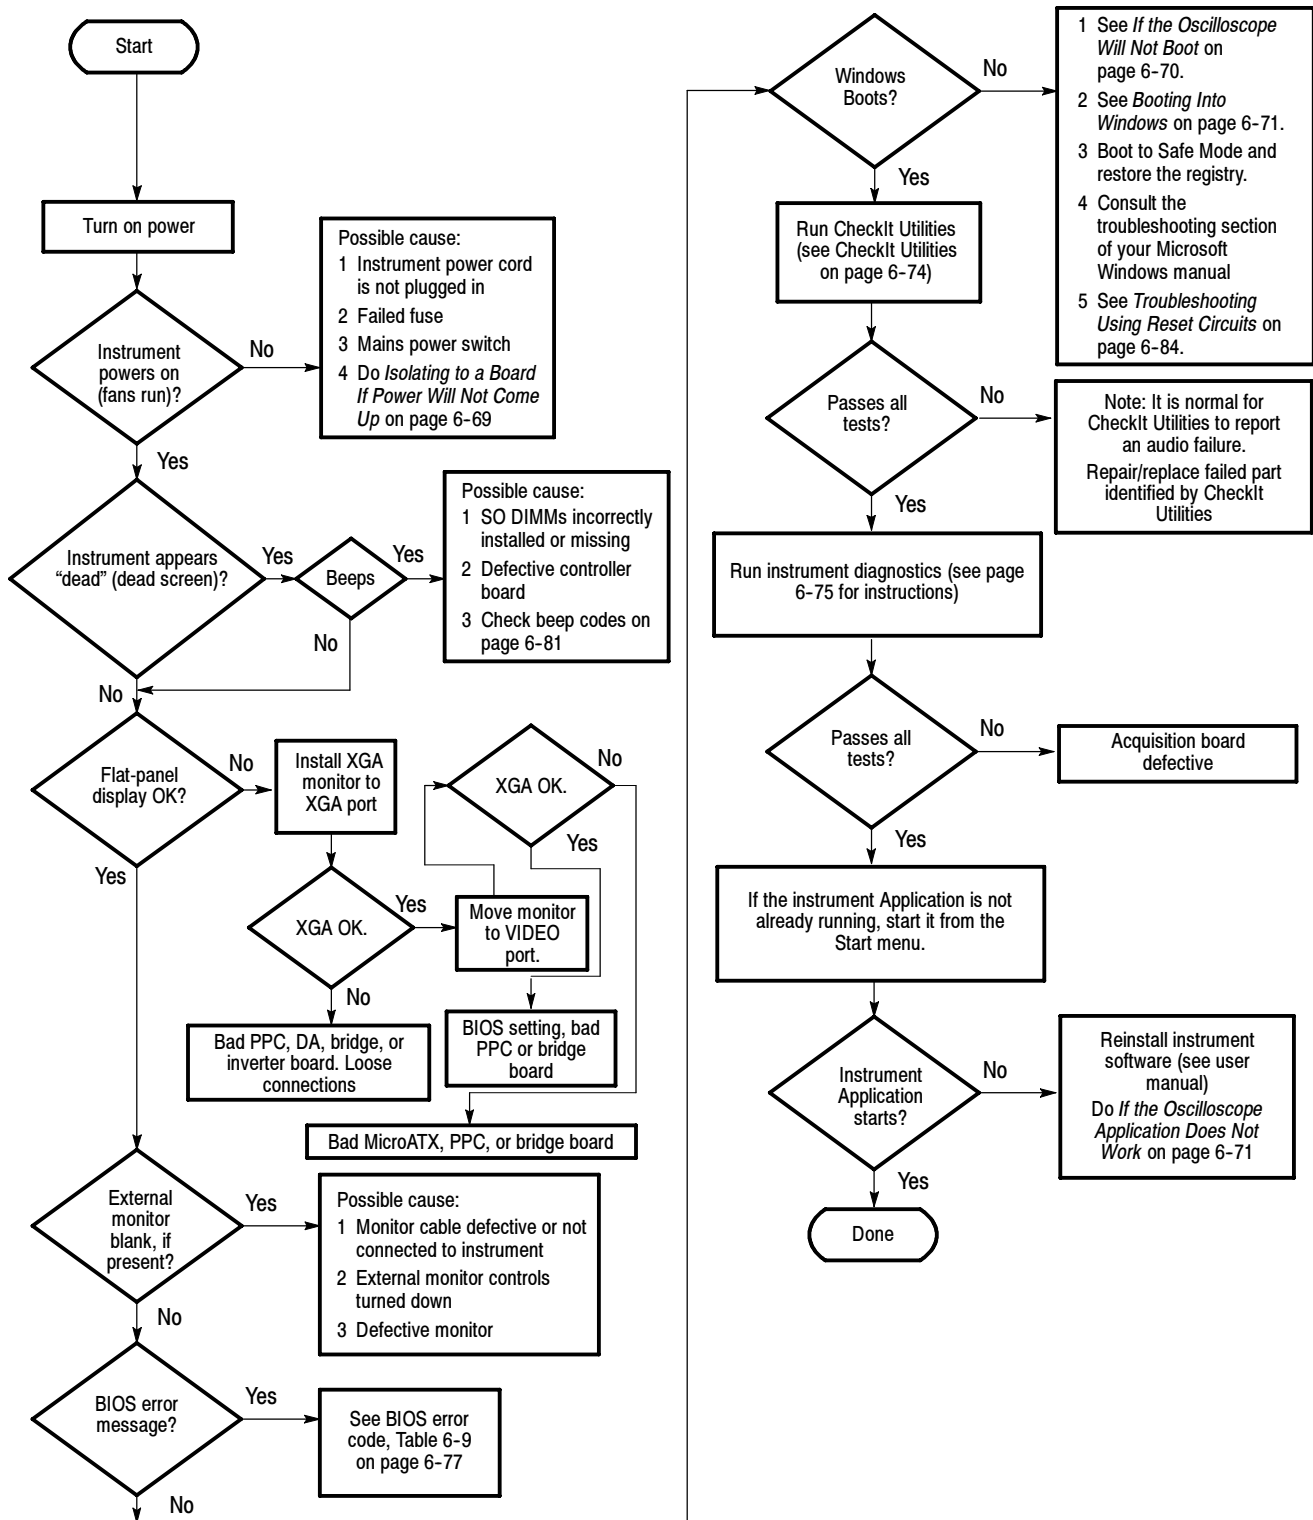 Start
Turn on power
Instrument
powers on
(fans run)?
No
Yes
Possible cause:
1 Instrument power cord
is not plugged in
2 Failed fuse
3 Mains power switch
4 Do Isolating to a Board
If Power Will Not Come
Up on page 6-69
Instrument appears
“dead” (dead screen)?
Yes
Beeps
Yes
No
No
Possible cause:
1 SO DIMMs incorrectly
installed or missing
2 Defective controller
board
3 Check beep codes on
page 6-81
Flat-panel
display OK?
No
Yes
Install XGA
monitor to
XGA port
XGA OK.
Yes
No
Move monitor
to VIDEO
port.
XGA OK.
No
Yes
Bad PPC, DA, bridge, or
inverter board. Loose
connections
BIOS setting, bad
PPC or bridge
board
Bad MicroATX, PPC, or bridge board
External
monitor
blank, if
present?
Yes
No
Possible cause:
1 Monitor cable defective or not
connected to instrument
2 External monitor controls
turned down
3 Defective monitor
BIOS error
message?
Yes
No
See BIOS error
code, Table 6-9
on page 6-77
Windows
Boots?
No
Yes
1 See If the Oscilloscope
Will Not Boot on
page 6-70.
2 See Booting Into
Windows on page 6-71.
3 Boot to Safe Mode and
restore the registry.
4 Consult the
troubleshooting section
of your Microsoft
Windows manual
5 See Troubleshooting
Using Reset Circuits on
page 6-84.
Run CheckIt Utilities
(see CheckIt Utilities
on page 6-74)
Passes all
tests?
No
Yes
Note: It is normal for
CheckIt Utilities to report
an audio failure.
Repair/replace failed part
identified by CheckIt
Utilities
Run instrument diagnostics (see page
6-75 for instructions)
Passes all
tests?
No
Yes
Acquisition board
defective
If the instrument Application is not
already running, start it from the
Start menu.
Instrument
Application
starts?
No
Yes
Reinstall instrument
software (see user
manual)
Do If the Oscilloscope
Application Does Not
Work on page 6-71
Done